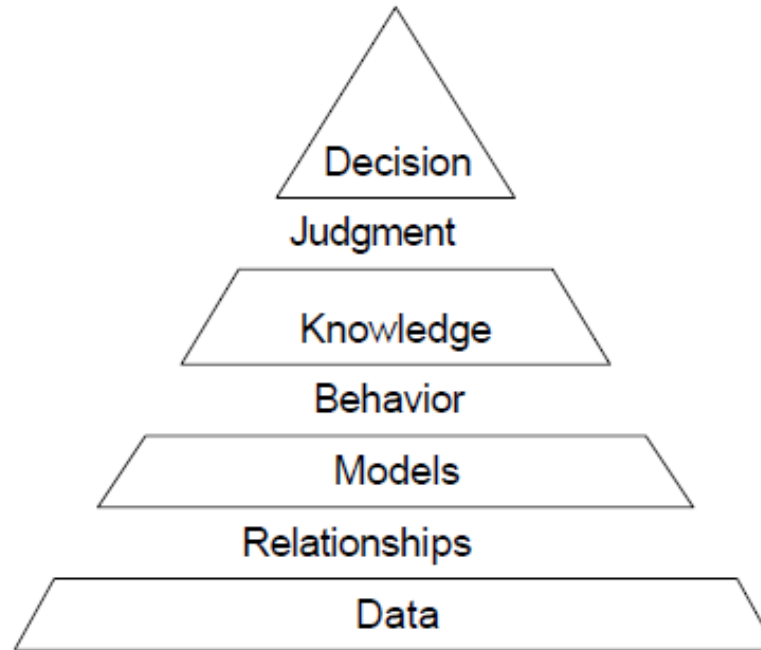 Decision
Judgment
Knowledge
Behavior
Models
Relationships
Data